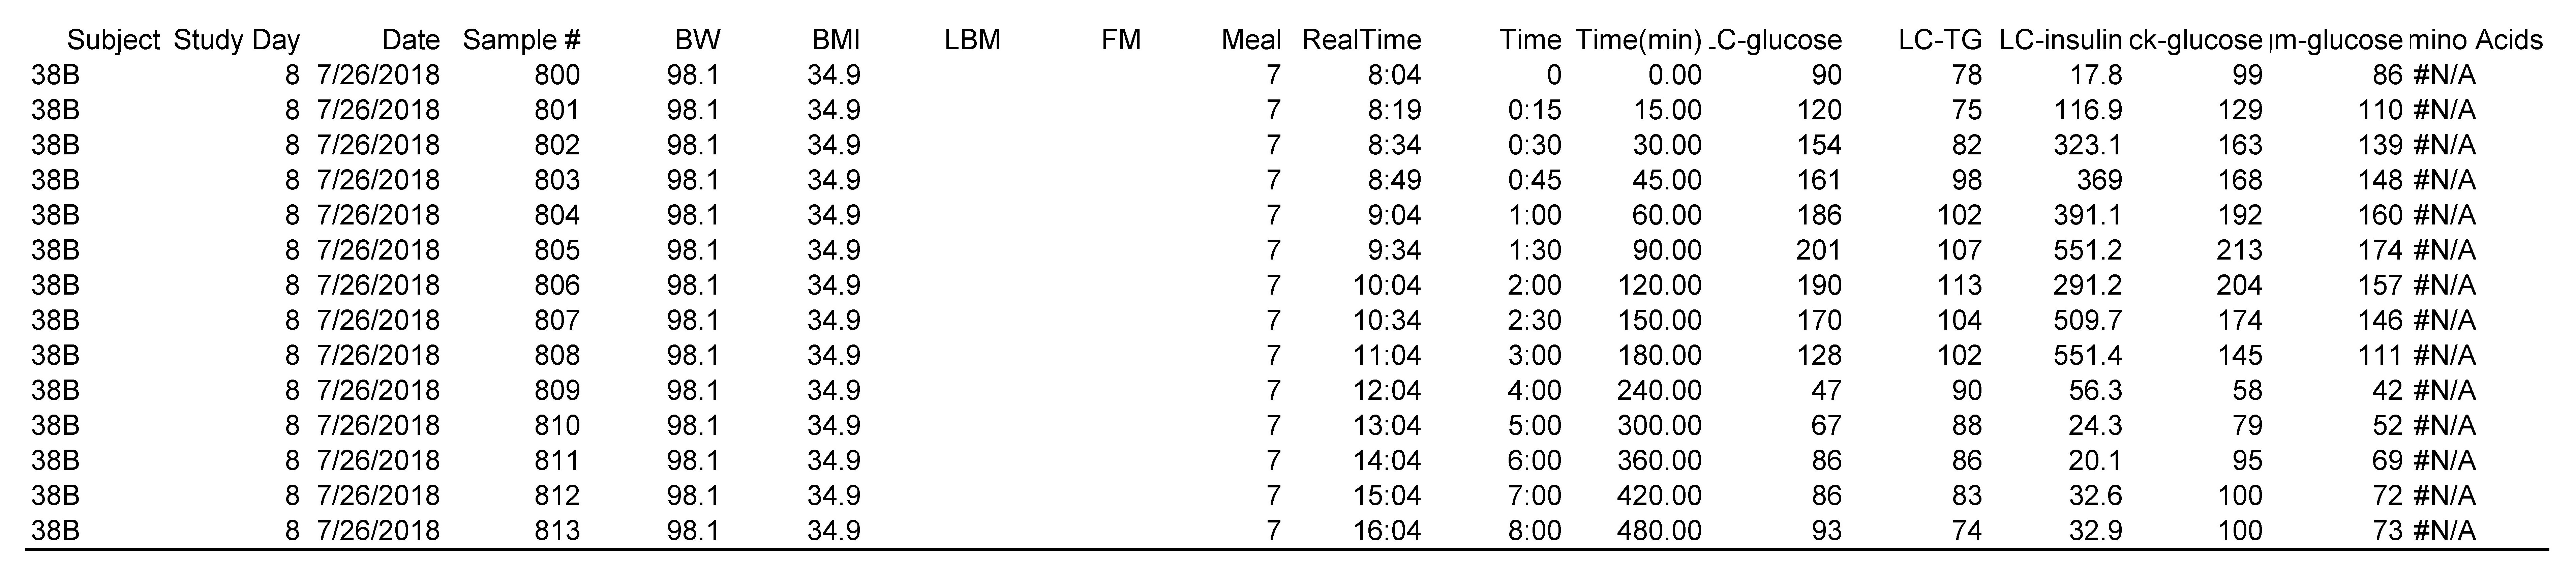 Subject Study Day Date Sample # BW BMI LBM FM Meal RealTime Time Time(min) LC-glucose LC-TG LC-insulin ck-glucose gm-glucose mino Acids
38B 8 7/26/2018 800 98.1 34.9 7 8:04 0 0.00 90 78 17.8 99 86 #N/A
38B 8 7/26/2018 801 98.1 34.9 7 8:19 0:15 15.00 120 75 116.9 129 110 #N/A
38B 8 7/26/2018 802 98.1 34.9 7 8:34 0:30 30.00 154 82 323.1 163 139 #N/A
38B 8 7/26/2018 803 98.1 34.9 7 8:49 0:45 45.00 161 98 369 168 148 #N/A
38B 8 7/26/2018 804 98.1 34.9 7 9:04 1:00 60.00 186 102 391.1 192 160 #N/A
38B 8 7/26/2018 805 98.1 34.9 7 9:34 1:30 90.00 201 107 551.2 213 174 #N/A
38B 8 7/26/2018 806 98.1 34.9 7 10:04 2:00 120.00 190 113 291.2 204 157 #N/A
38B 8 7/26/2018 807 98.1 34.9 7 10:34 2:30 150.00 170 104 509.7 174 146 #N/A
38B 8 7/26/2018 808 98.1 34.9 7 11:04 3:00 180.00 128 102 551.4 145 111 #N/A
38B 8 7/26/2018 809 98.1 34.9 7 12:04 4:00 240.00 47 90 56.3 58 42 #N/A
38B 8 7/26/2018 810 98.1 34.9 7 13:04 5:00 300.00 67 88 24.3 79 52 #N/A
38B 8 7/26/2018 811 98.1 34.9 7 14:04 6:00 360.00 86 86 20.1 95 69 #N/A
38B 8 7/26/2018 812 98.1 34.9 7 15:04 7:00 420.00 86 83 32.6 100 72 #N/A
38B 8 7/26/2018 813 98.1 34.9 7 16:04 8:00 480.00 93 74 32.9 100 73 #N/A